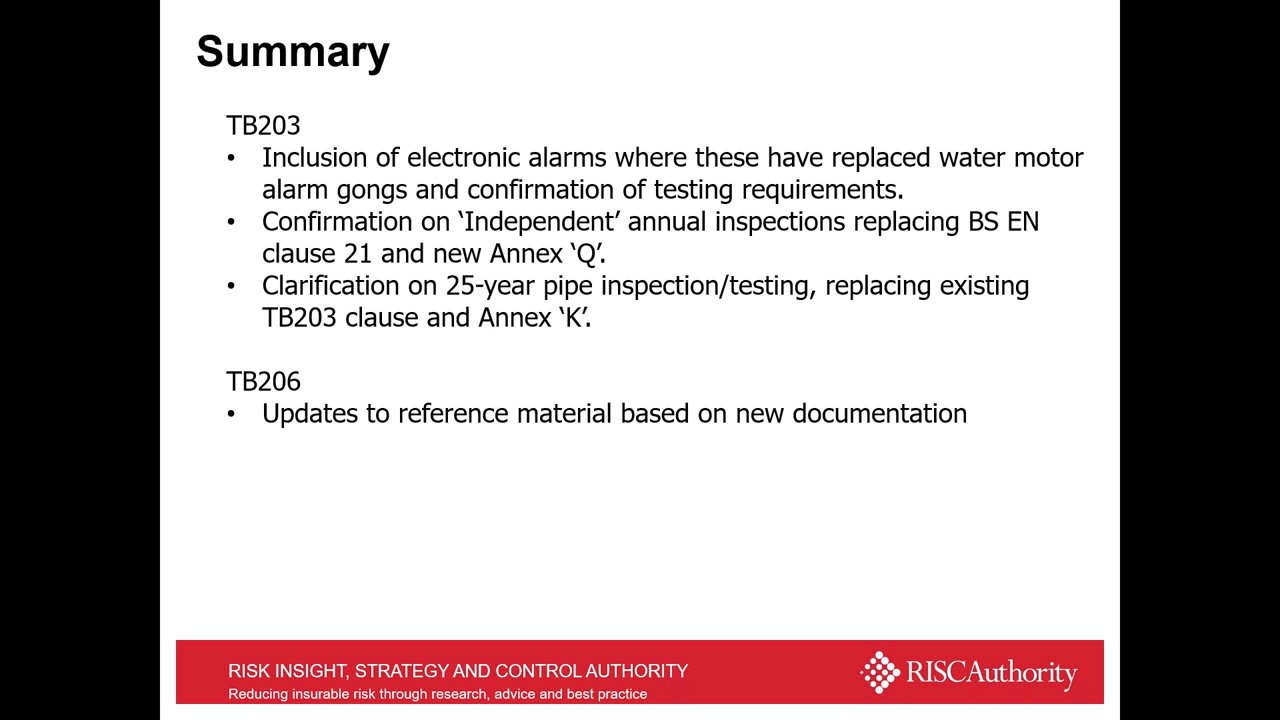 Summary
TB203
• Inclusion of electronic alarms where these have replaced water motor
alarm gongs and confirmation of testing requirements.
• Confirmation on ‘Independent’ annual inspections replacing BS EN
clause 21 and new Annex ‘Q’.
• Clarification on 25-year pipe inspection/testing, replacing existing
TB203 clause and Annex ‘K’.
TB206
• Updates to reference material based on new documentation
RISK INSIGHT, STRATEGY AND CONTROL AUTHORITY
Reducing insurable risk through research, advice and best practice
RISCAuthority